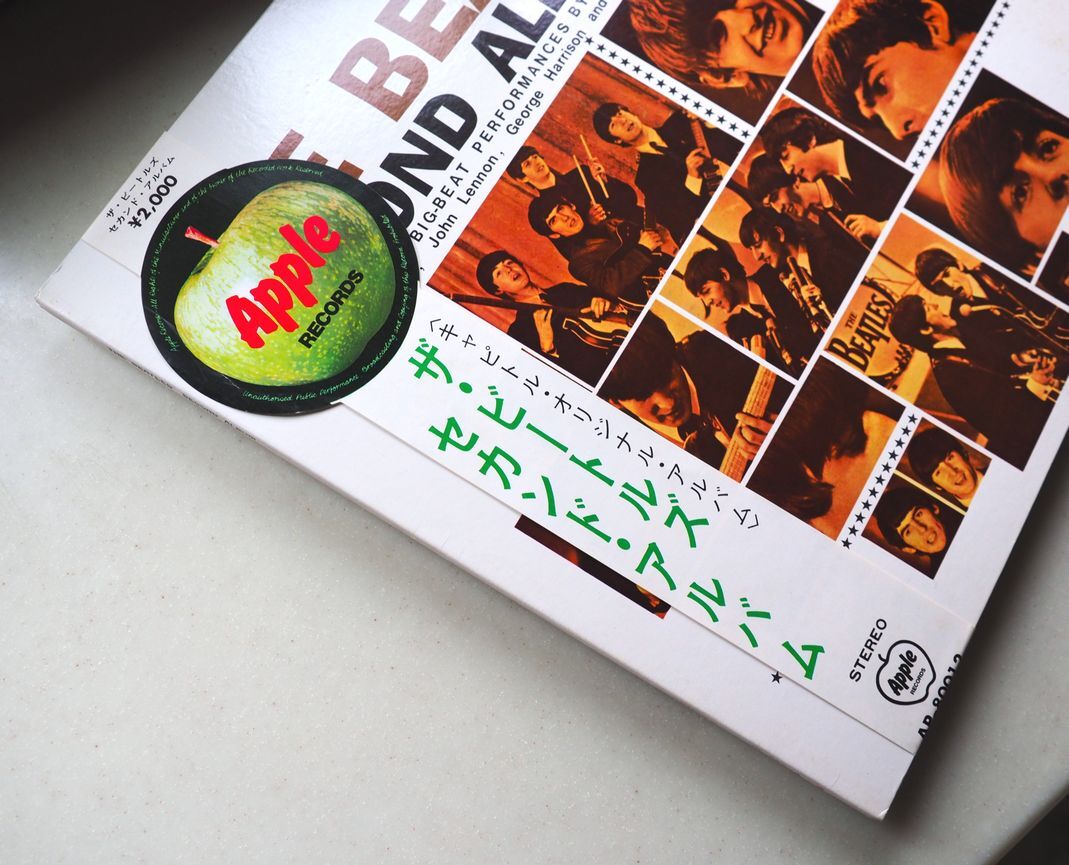 BEA
OND AL
BIG-BEAT PERFORMANCES BY
John Lennon, George Harrison and
ザ・ビートルズ
セカンド・アルバム
¥2,000
Apple
RECORDS
Unauthorised Public Performance Broadcasting and Copying of this Record Prohibited
〈キャピトル・オリジナル・アルバム〉
ザ・ビートルズ
セカンド・アルバム
THE
BEATLES
STEREO
Apple
RECORDS